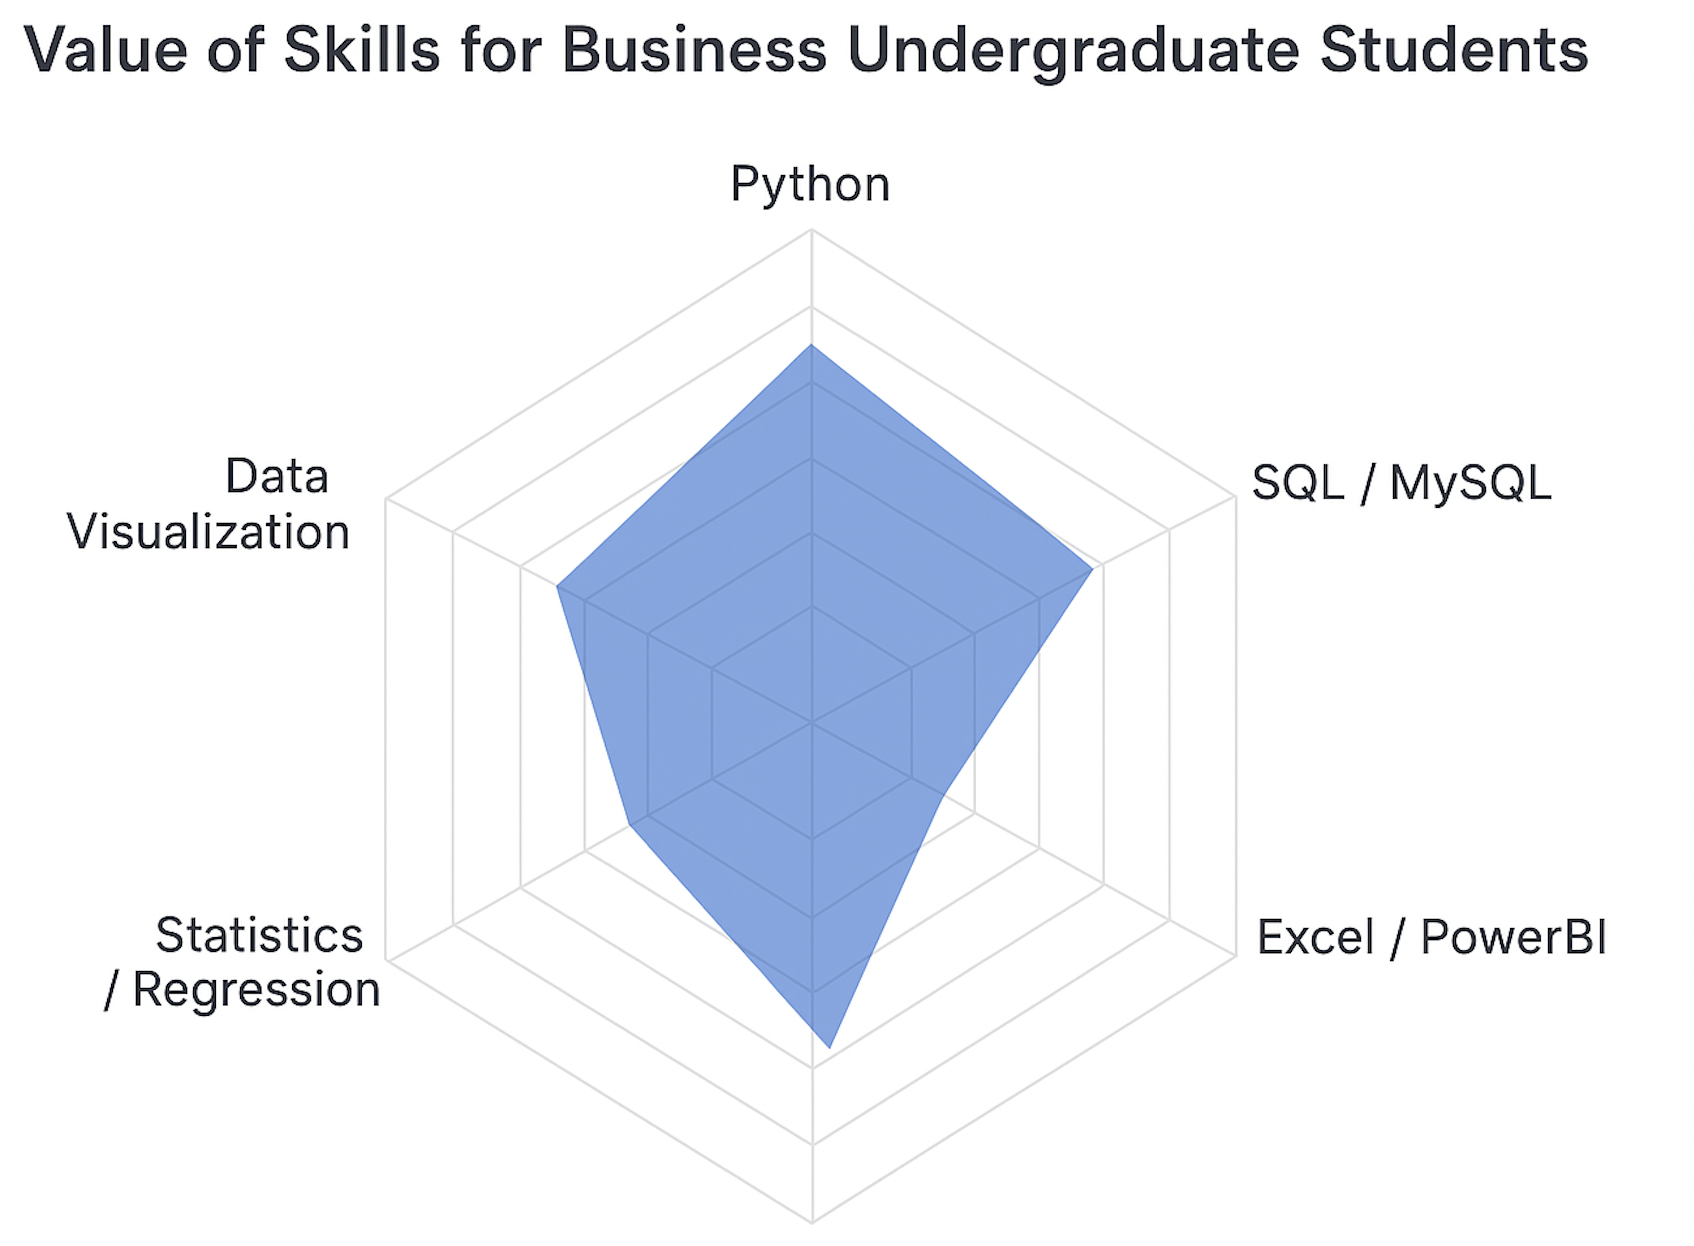 Value of Skills for Business Undergraduate Students
Python
Data
Visualization
SQL / MySQL
Statistics
/ Regression
Excel / PowerBI